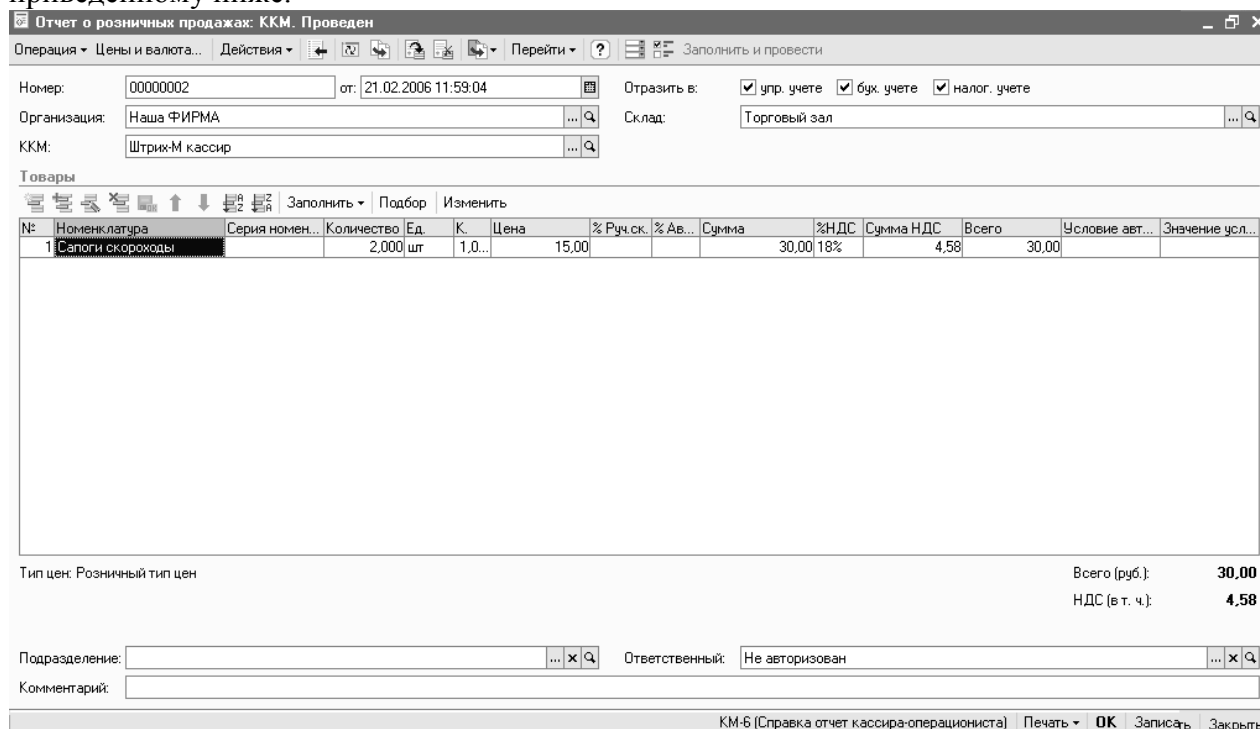 приведенному ниже.
Отчет о розничных продажах: ККМ. Проведен
Операция Цены и валюта... Действия Перейти ? Заполнить и провести
Номер: 00000002 от: 21.02.2006 11:59:04 Отразить в: упр. учете бух. учете налог. учете
Организация: Наша ФИРМА ... Склад: Торговый зал ...
ККМ: Штрих-М кассир ...
Товары
Заполнить Подбор Изменить
№ Номенклатура Серия номен... Количество Ед. К. Цена % Руч.ск. % Ав... Сумма %НДС Сумма НДС Всего Условие авт... Значение усл...
1 Сапоги скороходы 2,000 шт 1,0... 15,00 30,00 18% 4,58 30,00
Тип цен: Розничный тип цен Всего (руб.): 30,00
НДС (в т. ч.): 4,58
Подразделение: ... x Ответственный: Не авторизован ... x
Комментарий:
КМ-6 (Справка отчет кассира-операциониста) Печать OK Записать Закрыть